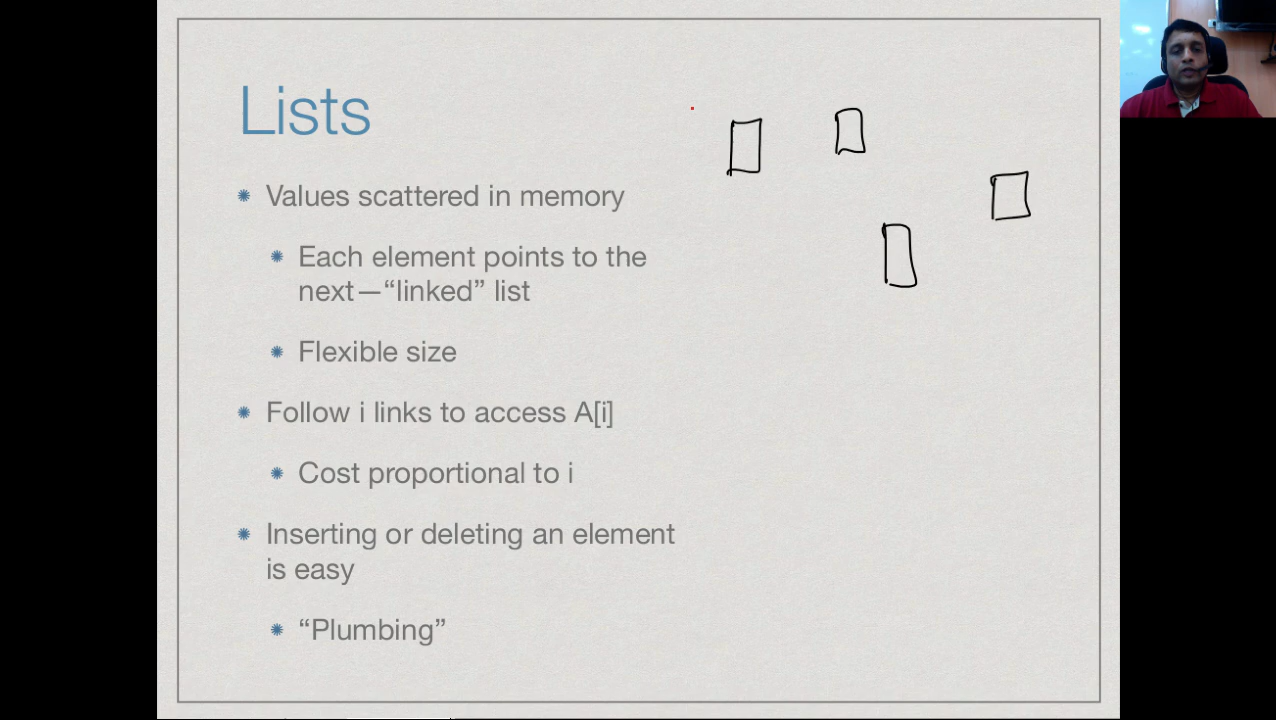 Lists
Values scattered in memory
Each element points to the
next—“linked” list
Flexible size
Follow i links to access A[i]
Cost proportional to i
Inserting or deleting an element
is easy
“Plumbing”